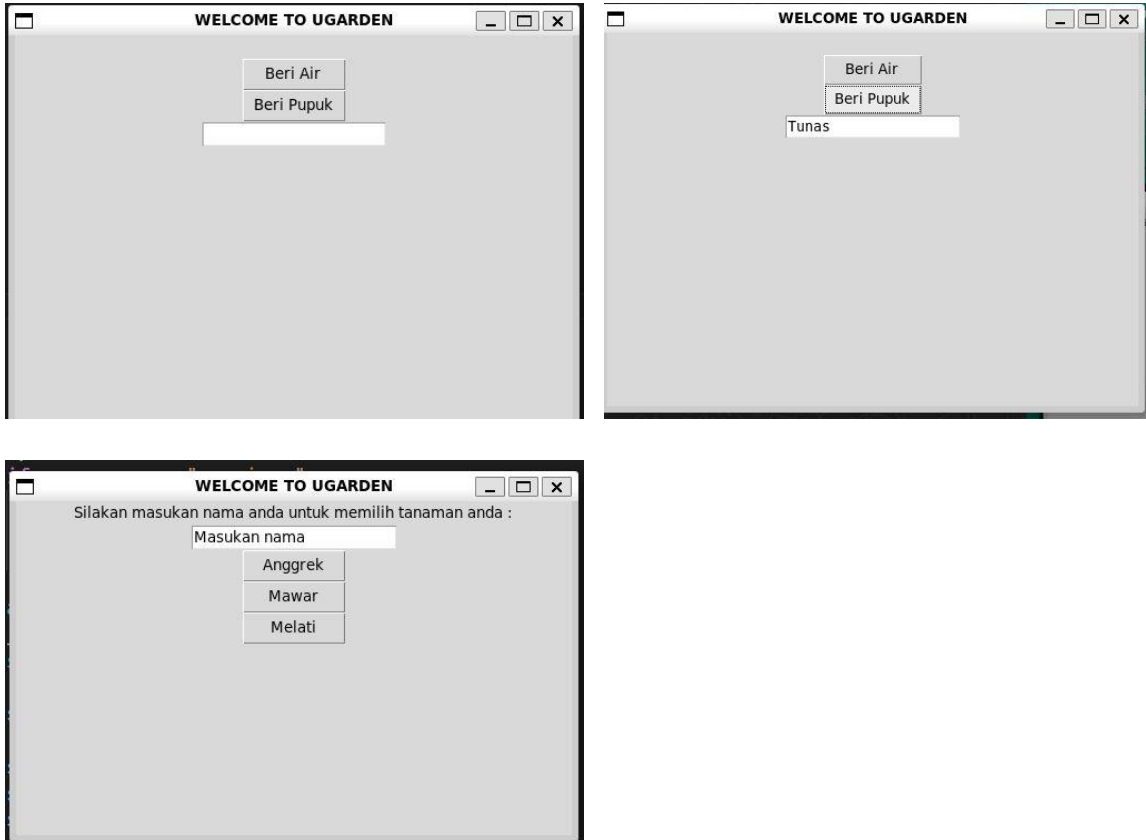 WELCOME TO UGARDEN
Beri Air
Beri Pupuk
WELCOME TO UGARDEN
Beri Air
Beri Pupuk
Tunas
WELCOME TO UGARDEN
Silakan masukan nama anda untuk memilih tanaman anda :
Masukan nama
Anggrek
Mawar
Melati